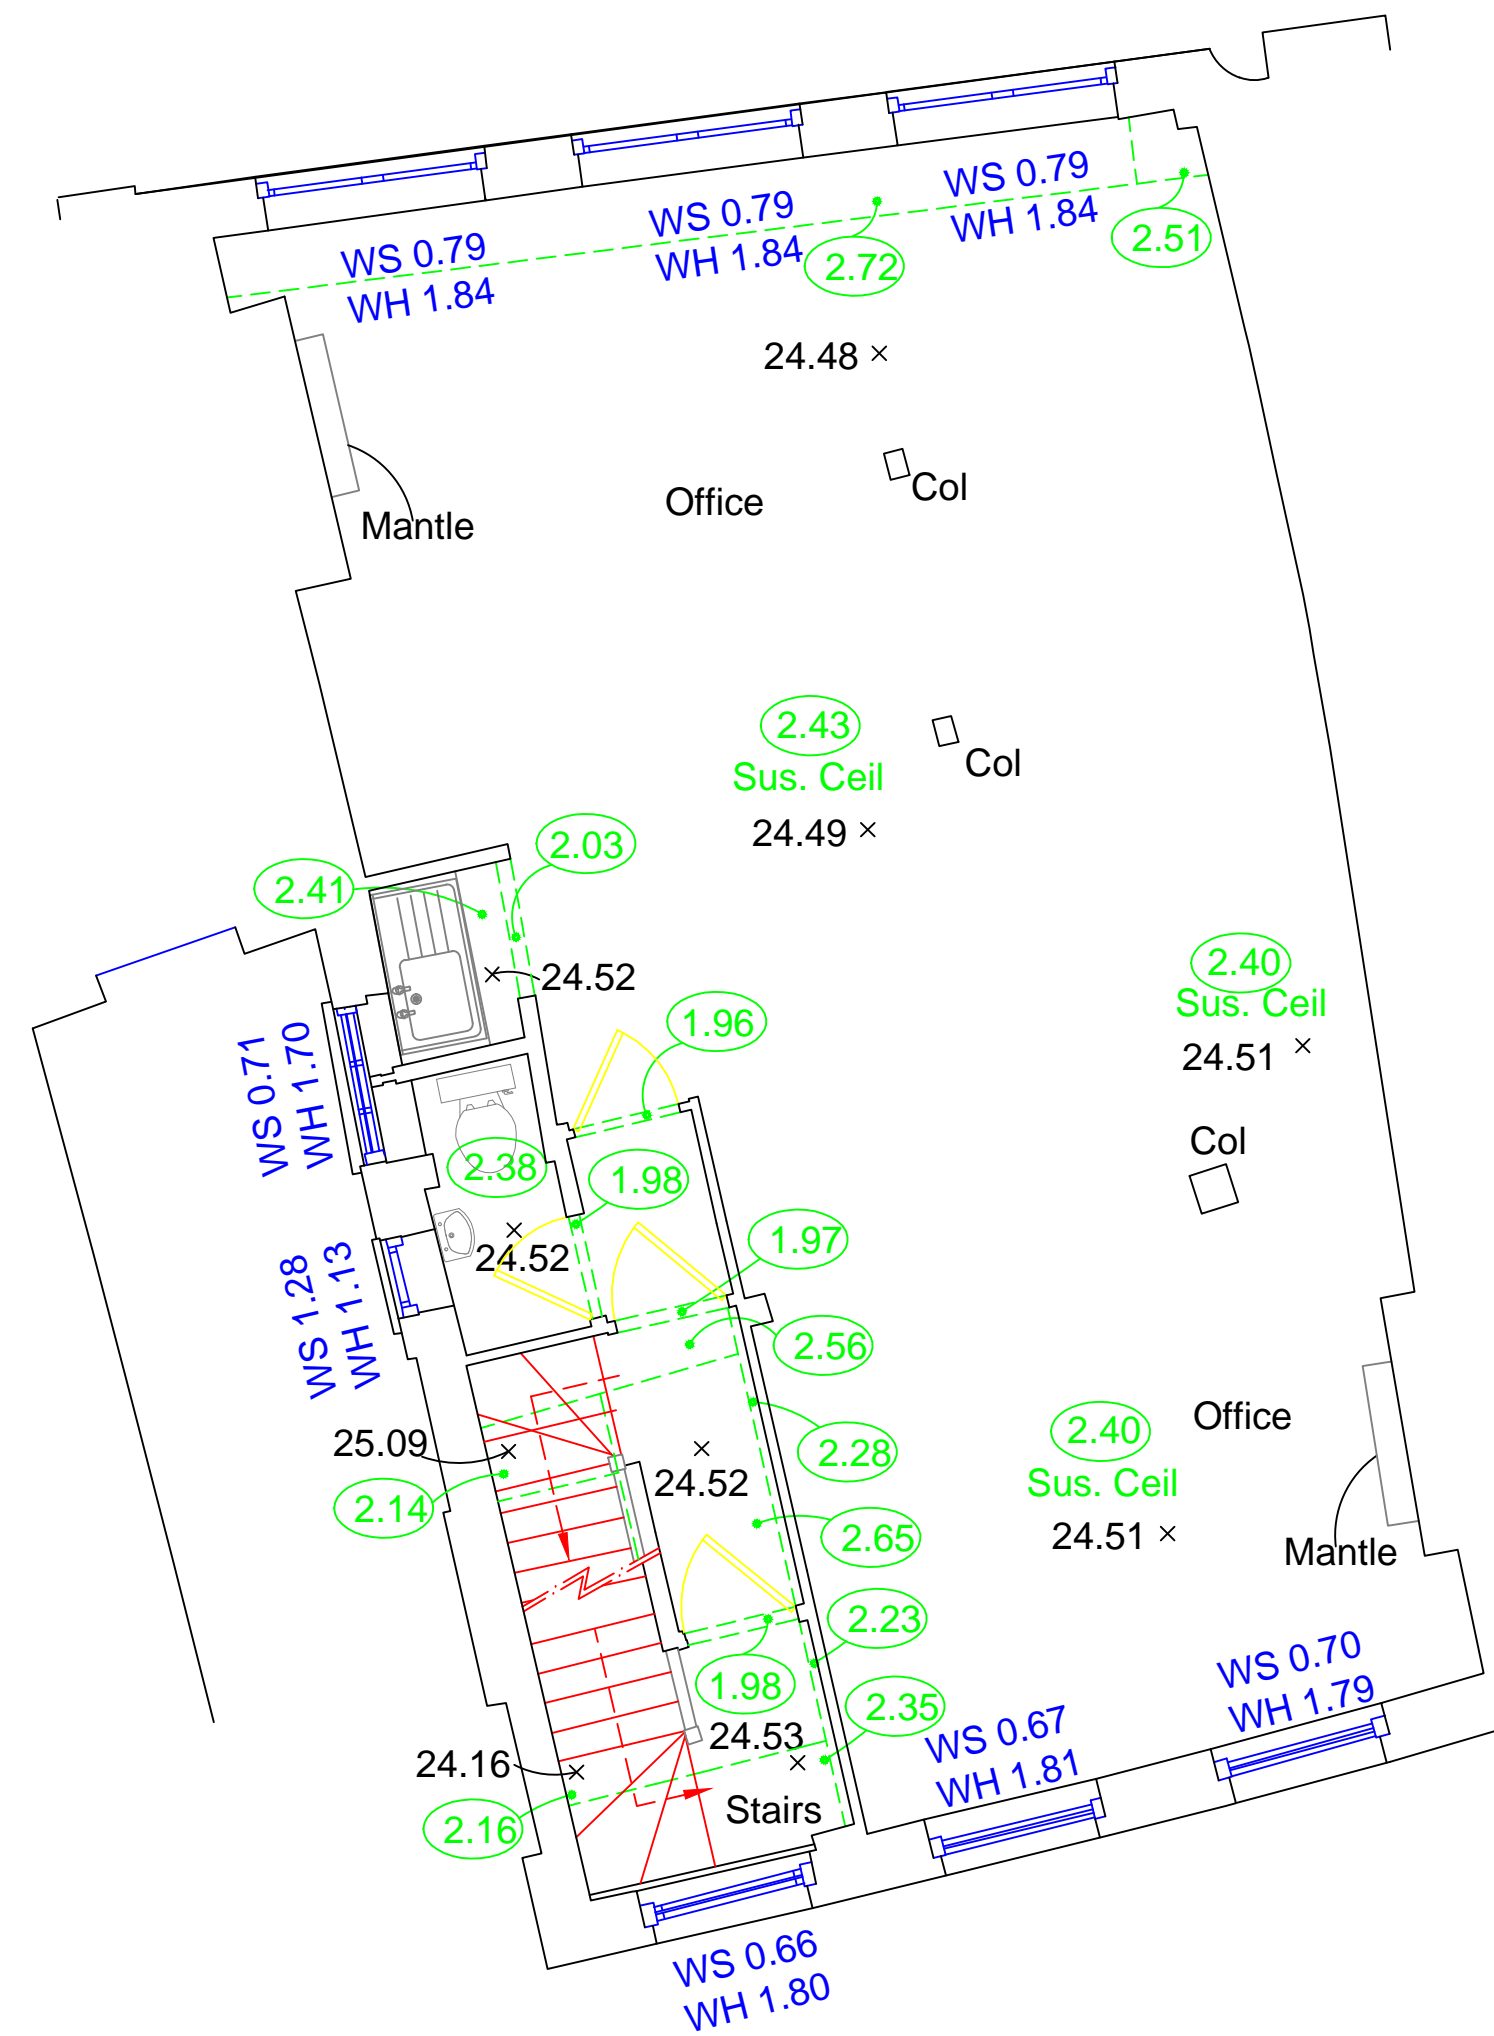 WS 0.79
WH 1.84
WS 0.79
WH 1.84
WS 0.79
WH 1.84
2.72
2.51
24.48
Office
Col
Mantle
2.43
Sus. Ceil
24.49
Col
2.03
2.41
24.52
2.40
Sus. Ceil
24.51
1.96
WS 0.71
WH 1.70
Col
2.38
1.98
24.52
1.97
WS 1.28
WH 1.13
2.56
25.09
2.14
24.52
2.28
2.40
Sus. Ceil
24.51
Office
Mantle
2.65
2.23
1.98
2.35
24.53
24.16
2.16
Stairs
WS 0.67
WH 1.81
WS 0.70
WH 1.79
WS 0.66
WH 1.80